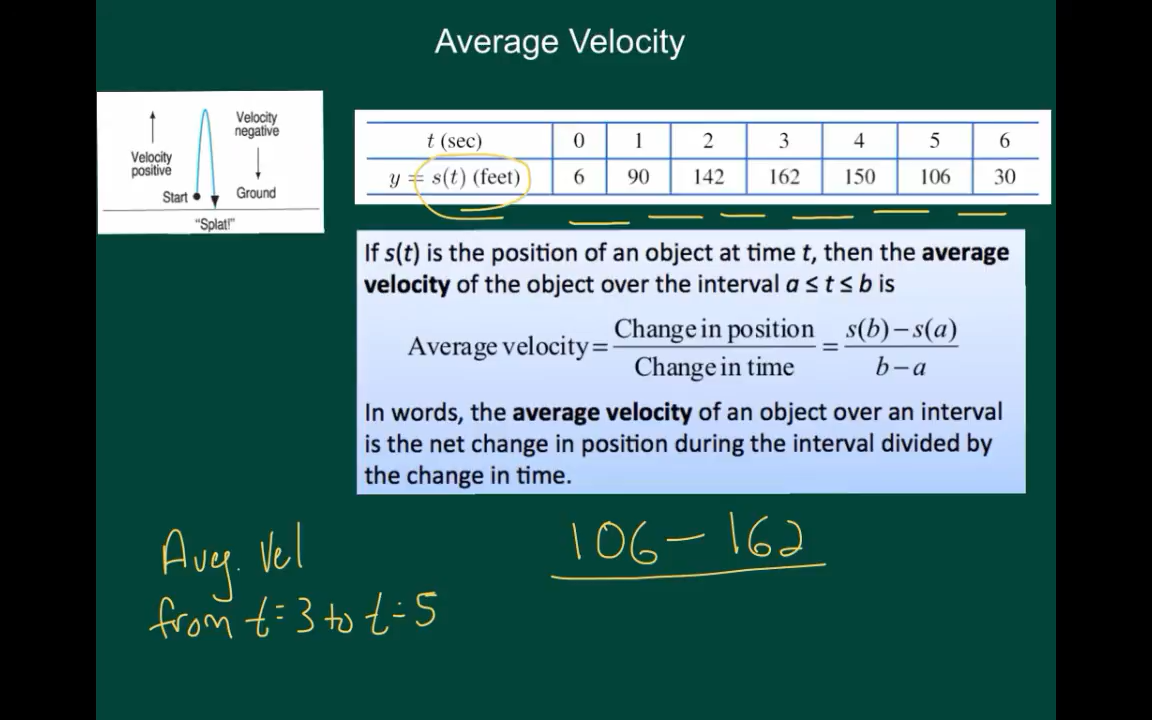 Average Velocity
Velocity positive
Velocity negative
Start
Ground
"Splat!"
t (sec) 0 1 2 3 4 5 6
y = s(t) (feet) 6 90 142 162 150 106 30
If s(t) is the position of an object at time t, then the average
velocity of the object over the interval a ≤ t ≤ b is
Average velocity = Change in position / Change in time = s(b) – s(a) / b – a
In words, the average velocity of an object over an interval
is the net change in position during the interval divided by
the change in time.
Avg. Vel
from t = 3 to t = 5
106 – 162